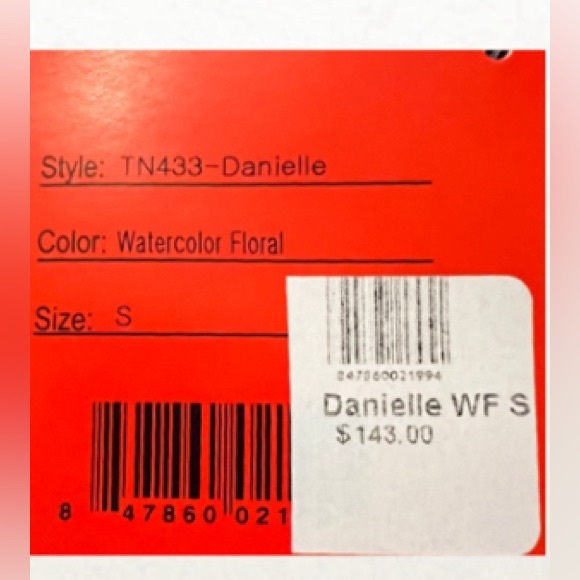 Style: TN433-Danielle
Color: Watercolor Floral
Size: S
847860021994
Danielle WF S
$143.00
8 47860 021